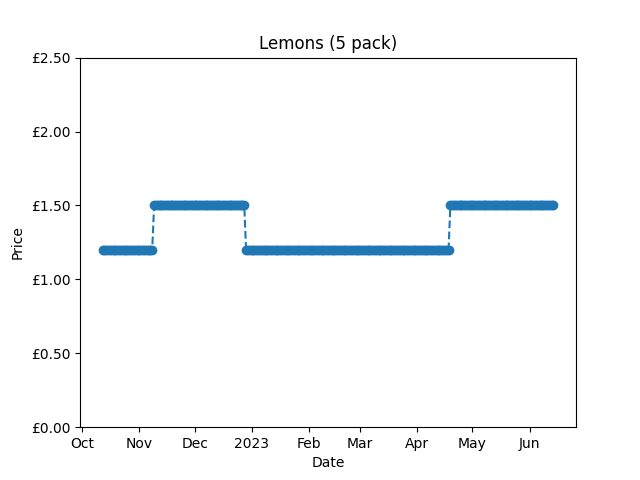 Lemons (5 pack)
£2.50
£2.00
£1.50
£1.00
£0.50
£0.00
Price
Oct Nov Dec 2023 Feb Mar Apr May Jun
Date